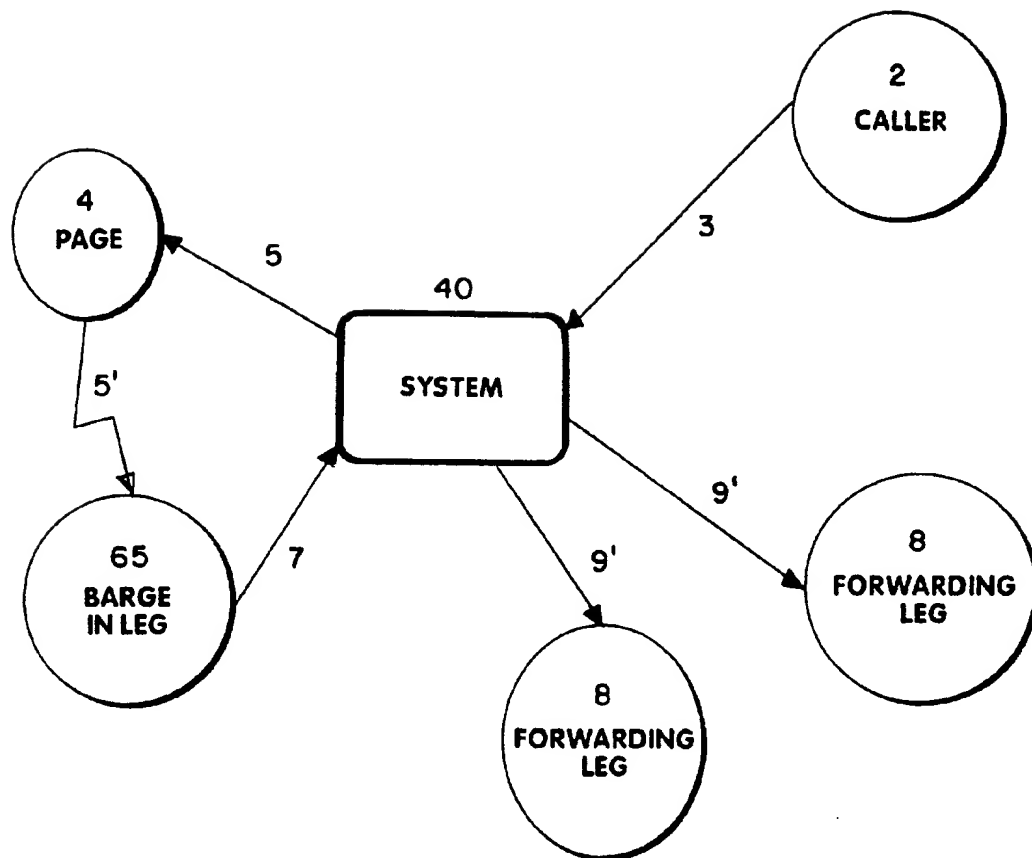 2
CALLER
4
PAGE
3
5
40
SYSTEM
5'
9'
8
FORWARDING
LEG
65
BARGE
IN LEG
7
9'
8
FORWARDING
LEG